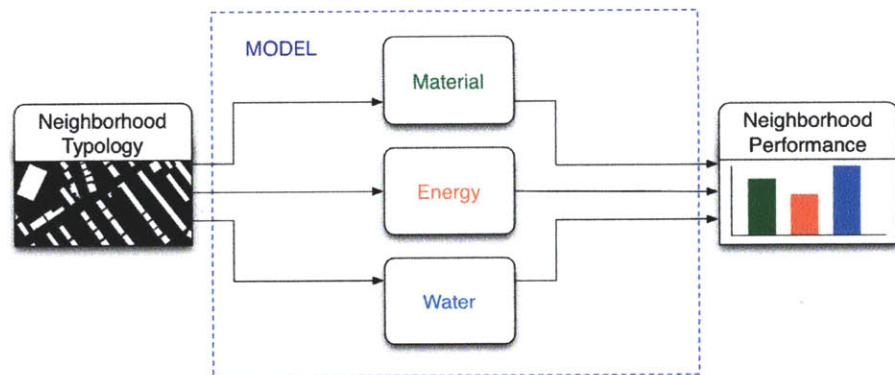 MODEL
Material
Neighborhood
Typology
Energy
Neighborhood
Performance
Water